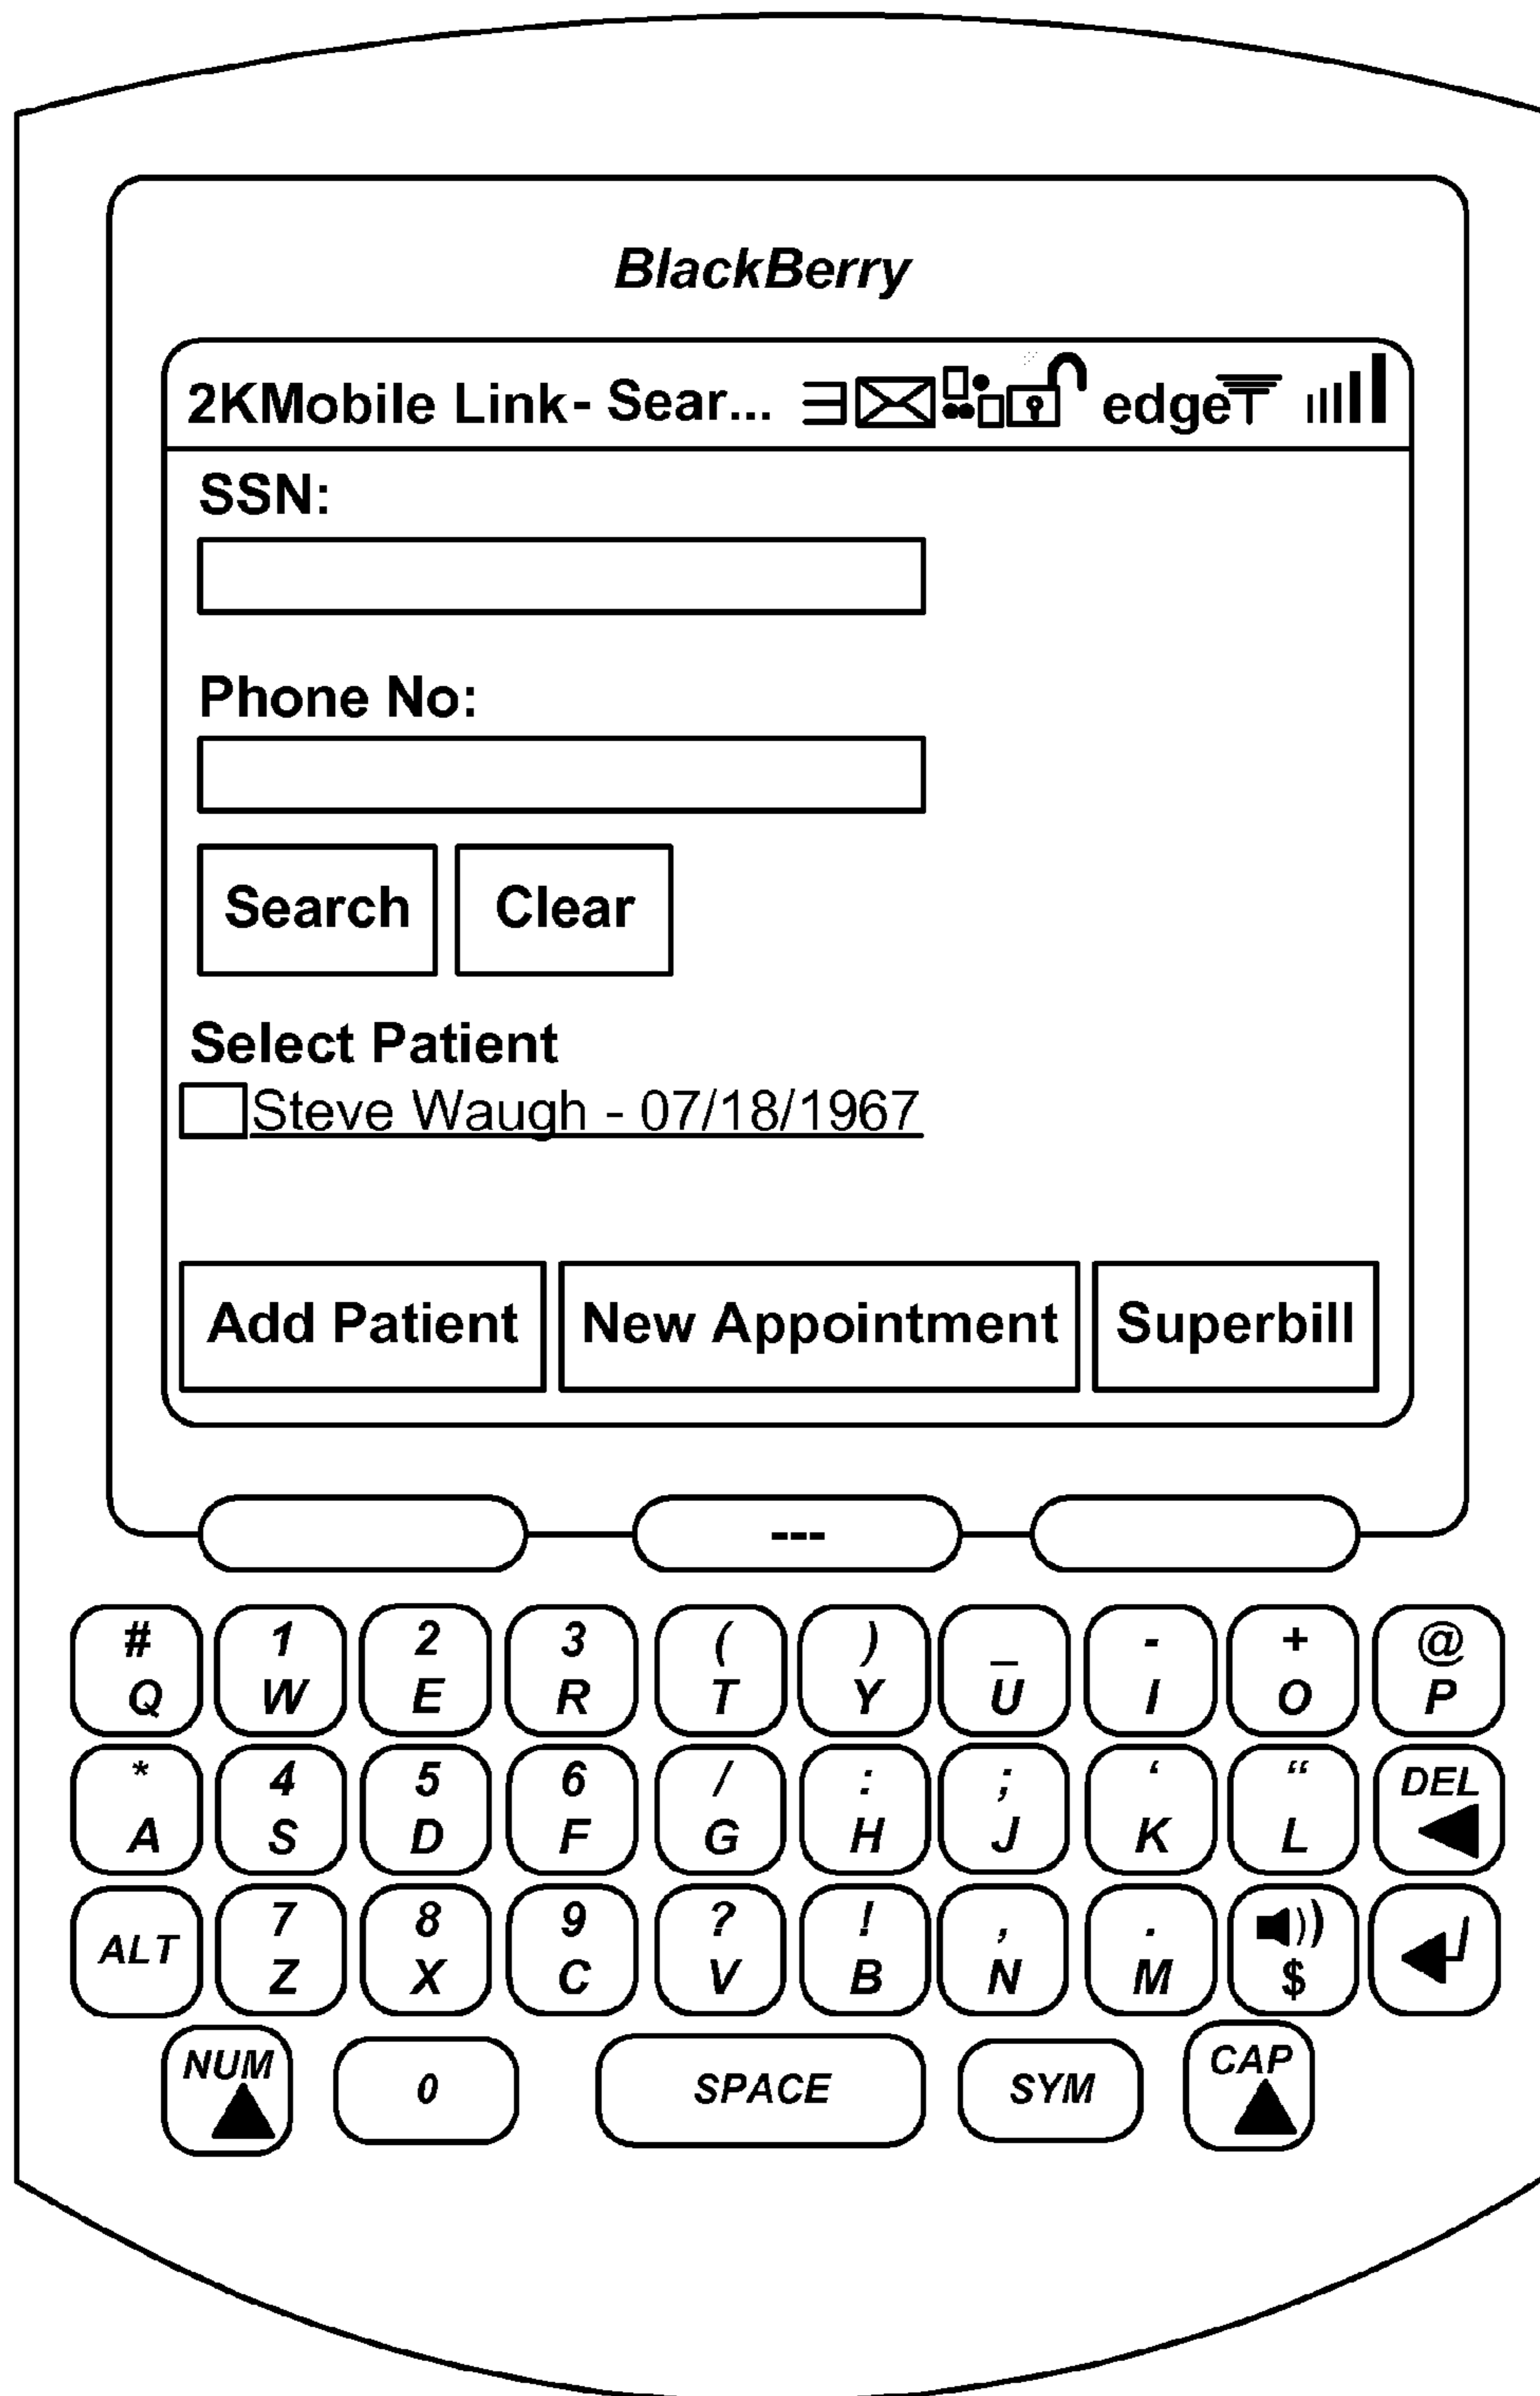 BlackBerry
2KMobile Link- Sear... edge
SSN:
Phone No:
Search Clear
Select Patient
Steve Waugh - 07/18/1967
Add Patient New Appointment Superbill
---
# 1 2 3 ( ) _ - + @
Q W E R T Y U I O P
* 4 5 6 / : ; ‘ “ DEL
A S D F G H J K L
ALT 7 8 9 ? ! , .
Z X C V B N M $
NUM 0 SPACE SYM CAP